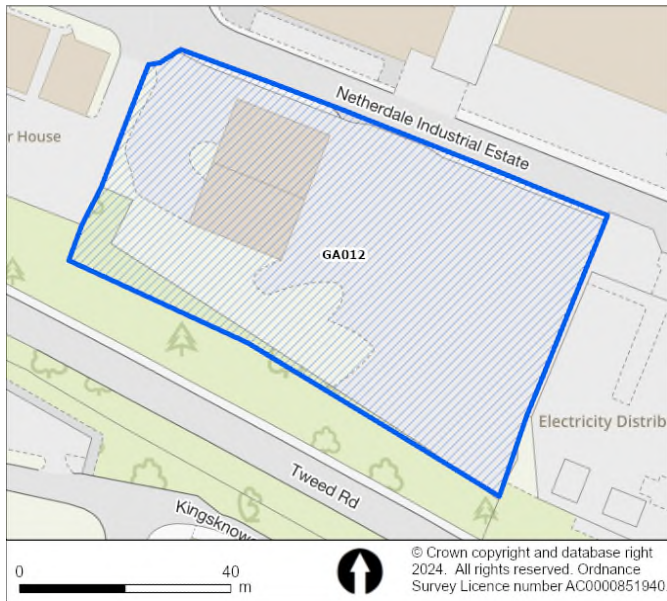 Netherdale Industrial Estate
r House
GA012
Electricity Distrib
Tweed Rd
Kingsknow
0 40
m
© Crown copyright and database right
2024. All rights reserved. Ordnance
Survey Licence number AC0000851940